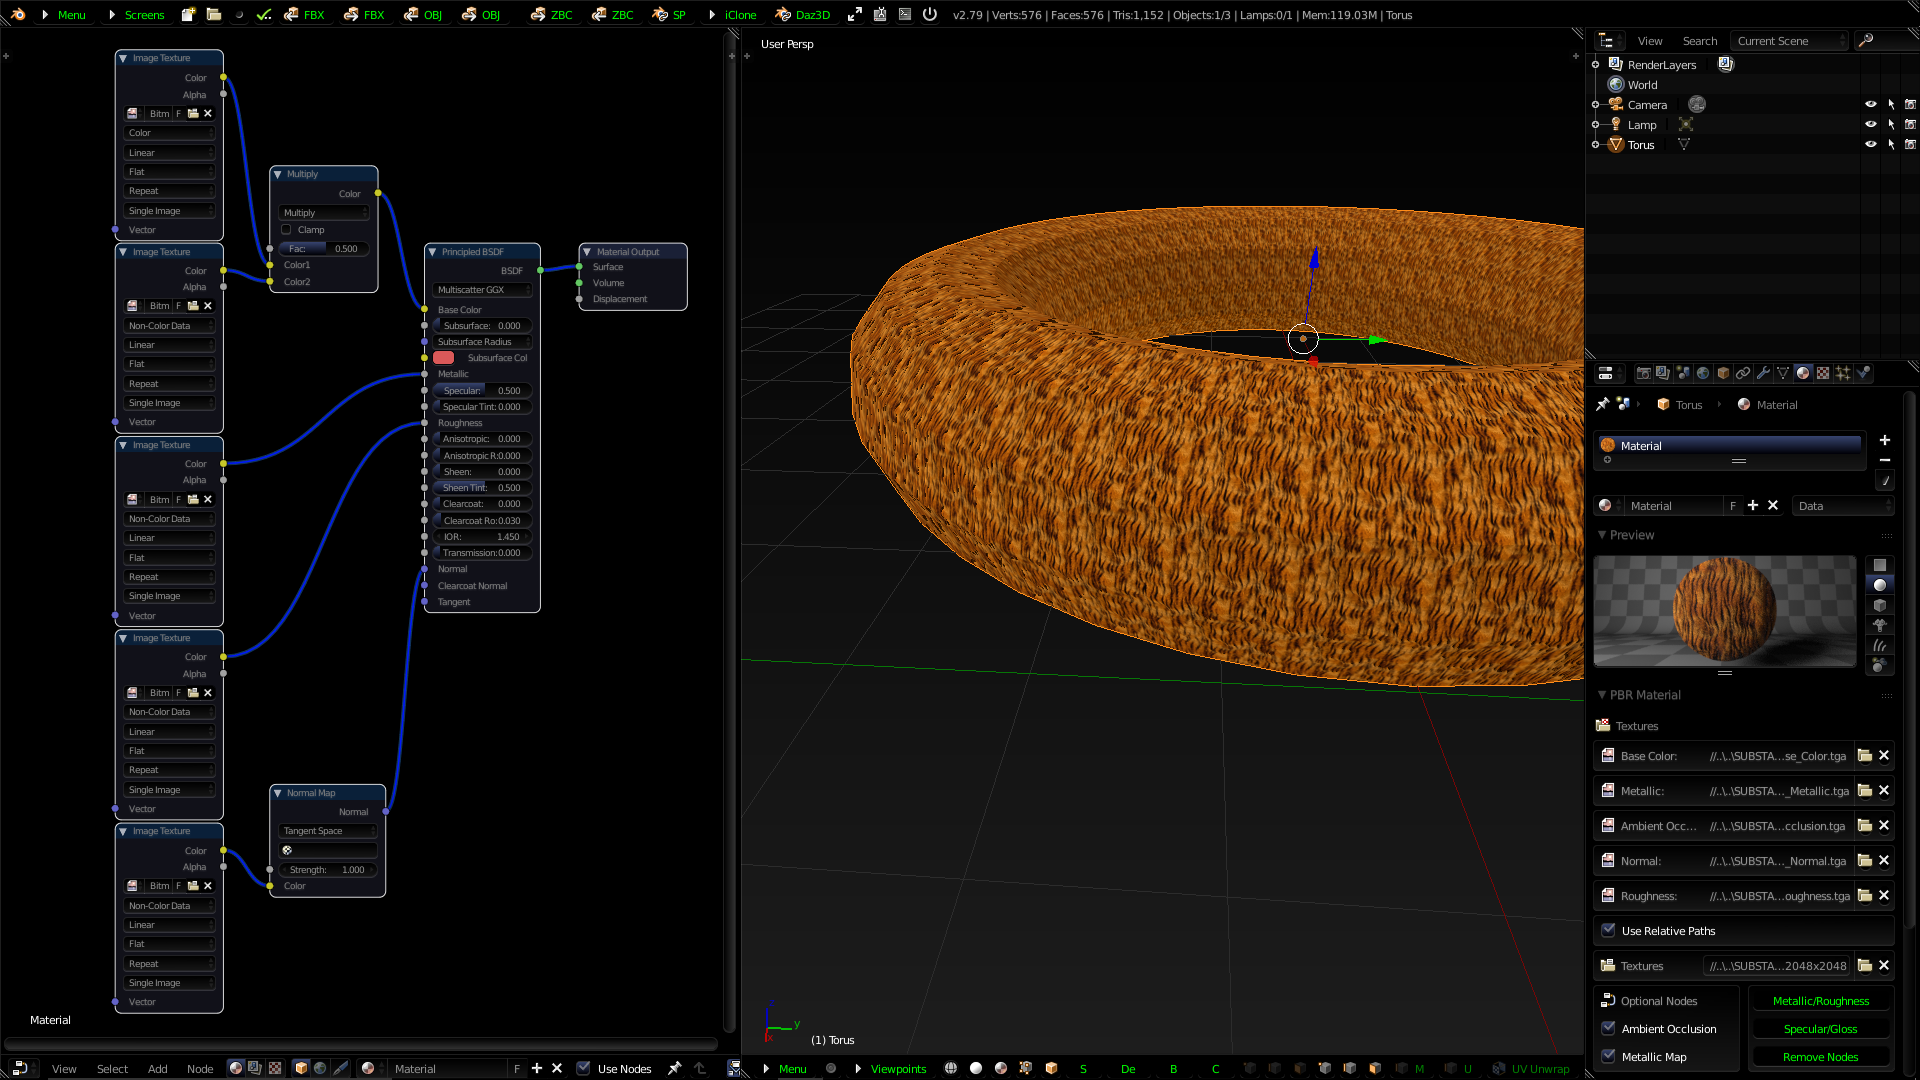 Menu Screens FBX FBX OBJ OBJ ZBC ZBC SP iClone Daz3D v2.79 | Verts:576 | Faces:576 | Tris:1,152 | Objects:1/3 | Lamps:0/1 | Mem:119.03M | Torus
Image Texture
Color
Alpha
Bitm F
Color
Linear
Flat
Repeat
Single Image
Vector
Image Texture
Color
Alpha
Bitm F
Non-Color Data
Linear
Flat
Repeat
Single Image
Vector
Image Texture
Color
Alpha
Bitm F
Non-Color Data
Linear
Flat
Repeat
Single Image
Vector
Image Texture
Color
Alpha
Bitm F
Non-Color Data
Linear
Flat
Repeat
Single Image
Vector
Image Texture
Color
Alpha
Bitm F
Non-Color Data
Linear
Flat
Repeat
Single Image
Vector
Multiply
Color
Multiply
Clamp
Fac: 0.500
Color1
Color2
Normal Map
Normal
Tangent Space
Strength: 1.000
Color
Principled BSDF
BSDF
Multiscatter GGX
Base Color
Subsurface: 0.000
Subsurface Radius
Subsurface Col
Metallic
Specular: 0.500
Specular Tint: 0.000
Roughness
Anisotropic: 0.000
Anisotropic R:0.000
Sheen: 0.000
Sheen Tint: 0.500
Clearcoat: 0.000
Clearcoat Ro:0.030
IOR: 1.450
Transmission:0.000
Normal
Clearcoat Normal
Tangent
Material Output
Surface
Volume
Displacement
Material
View Select Add Node Material F Use Nodes
User Persp
z
y
x
(1) Torus
Menu Viewpoints S De B C M U UV Unwrap
View Search Current Scene
RenderLayers
World
Camera
Lamp
Torus
Torus Material
Material
Material F Data
Preview
PBR Material
Textures
Base Color: //..\..\SUBSTA...se_Color.tga
Metallic: //..\..\SUBSTA..._Metallic.tga
Ambient Occ... //..\..\SUBSTA...cclusion.tga
Normal: //..\..\SUBSTA..._Normal.tga
Roughness: //..\..\SUBSTA...oughness.tga
Use Relative Paths
Textures //..\..\SUBSTA...2048x2048
Optional Nodes Metallic/Roughness
Ambient Occlusion Specular/Gloss
Metallic Map Remove Nodes